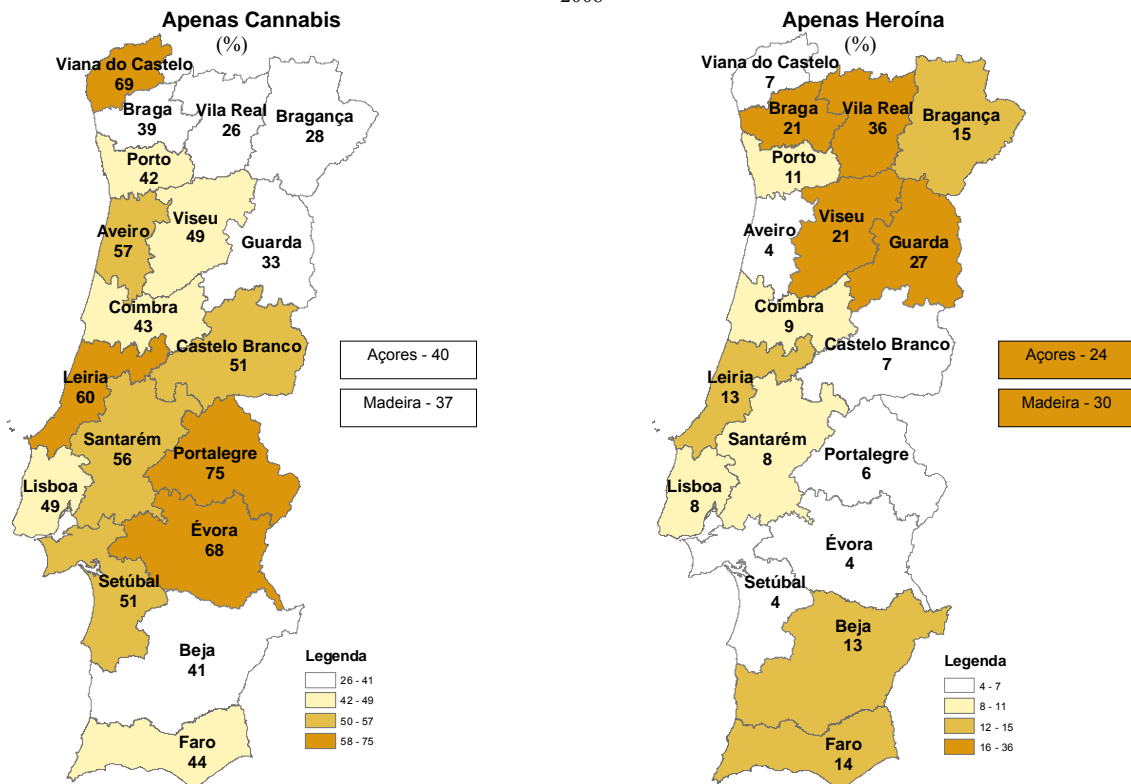 2008
Apenas Cannabis
(%)
Viana do Castelo
69
Braga
39
Vila Real
26
Bragança
28
Porto
42
Aveiro
57
Viseu
49
Guarda
33
Coimbra
43
Castelo Branco
51
Leiria
60
Santarém
56
Portalegre
75
Lisboa
49
Évora
68
Setúbal
51
Beja
41
Faro
44
Açores - 40
Madeira - 37
Legenda
26 - 41
42 - 49
50 - 57
58 - 75
Apenas Heroína
(%)
Viana do Castelo
7
Braga
21
Vila Real
36
Bragança
15
Porto
11
Aveiro
4
Viseu
21
Guarda
27
Coimbra
9
Castelo Branco
7
Leiria
13
Santarém
8
Portalegre
6
Lisboa
8
Évora
4
Setúbal
4
Beja
13
Faro
14
Açores - 24
Madeira - 30
Legenda
4 - 7
8 - 11
12 - 15
16 - 36